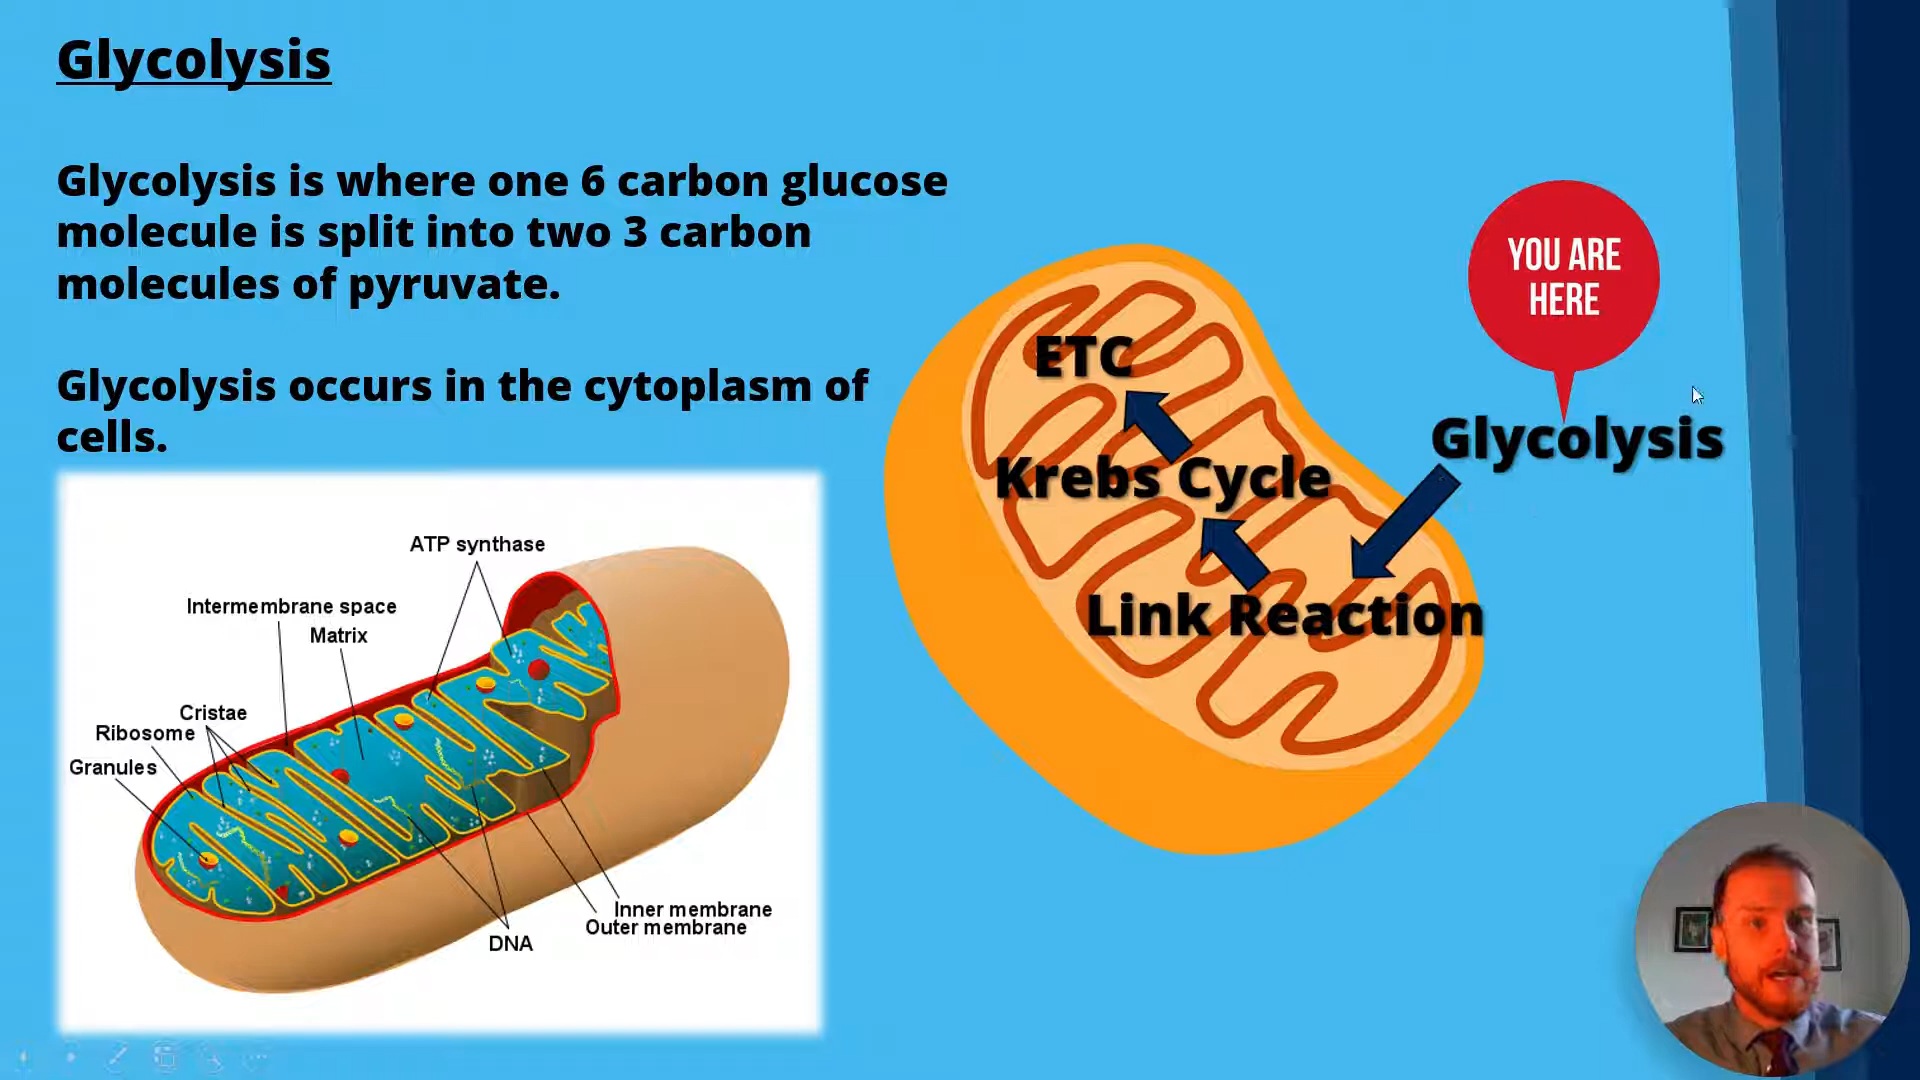 Glycolysis
Glycolysis is where one 6 carbon glucose
molecule is split into two 3 carbon
molecules of pyruvate.
Glycolysis occurs in the cytoplasm of
cells.
ATP synthase
Intermembrane space
Matrix
Cristae
Ribosome
Granules
Inner membrane
Outer membrane
DNA
YOU ARE
HERE
ETC
Glycolysis
Krebs Cycle
Link Reaction